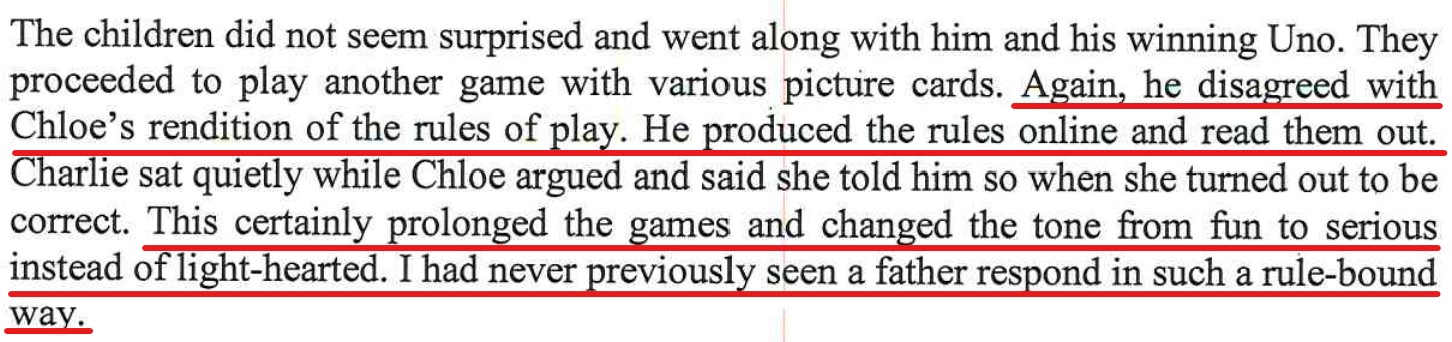 The children did not seem surprised and went along with him and his winning Uno. They
proceeded to play another game with various picture cards. Again, he disagreed with
Chloe’s rendition of the rules of play. He produced the rules online and read them out.
Charlie sat quietly while Chloe argued and said she told him so when she turned out to be
correct. This certainly prolonged the games and changed the tone from fun to serious
instead of light-hearted. I had never previously seen a father respond in such a rule-bound
way.